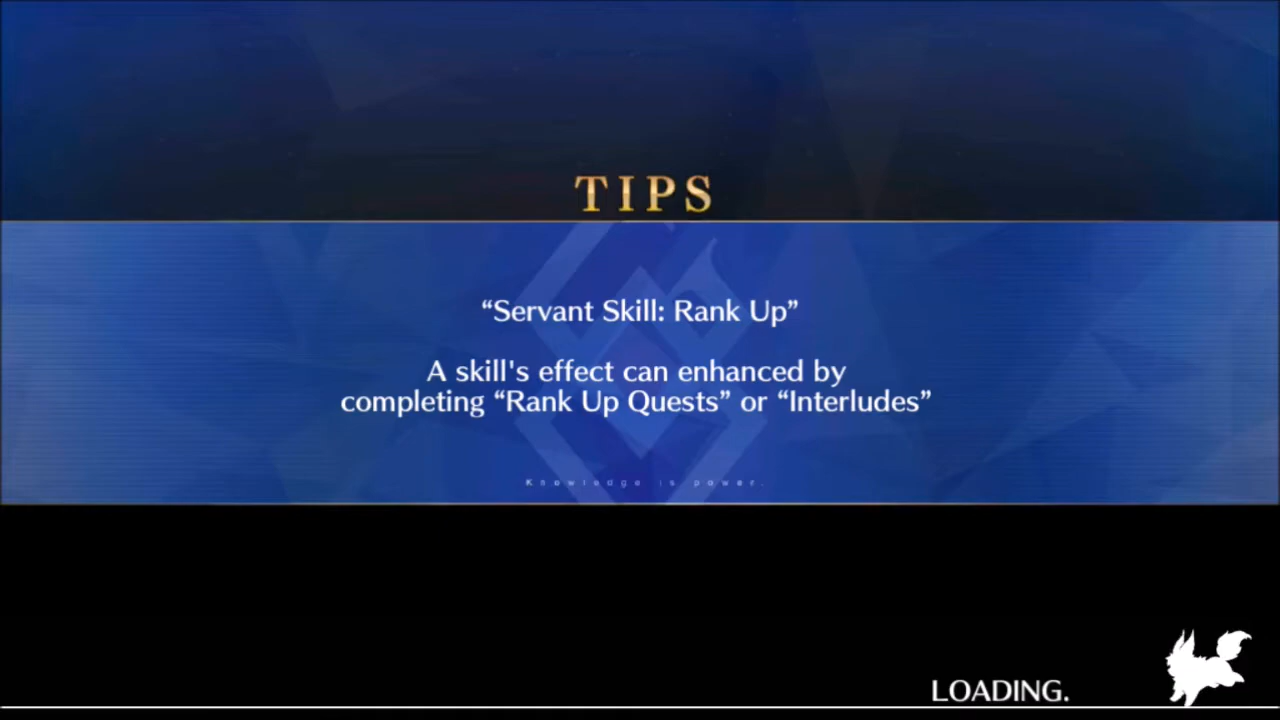 TIPS
“Servant Skill: Rank Up”
A skill's effect can enhanced by
completing “Rank Up Quests” or “Interludes”
Knowledge is power.
LOADING.